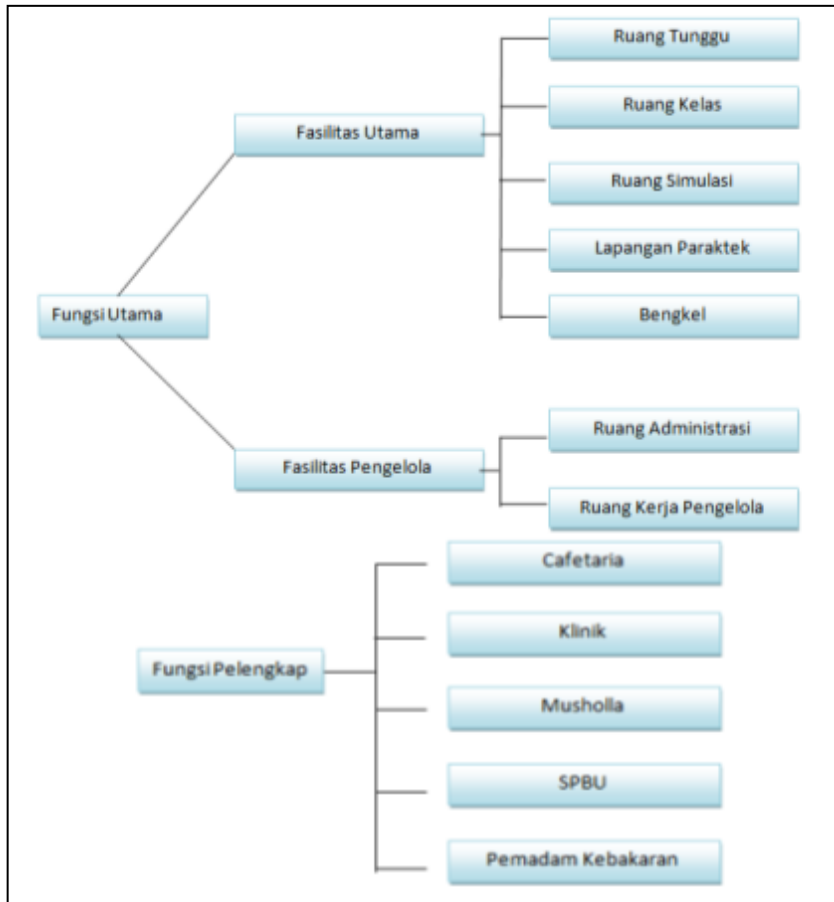 Ruang Tunggu
Ruang Kelas
Fasilitas Utama
Ruang Simulasi
Lapangan Paraktek
Fungsi Utama
Bengkel
Ruang Administrasi
Fasilitas Pengelola
Ruang Kerja Pengelola
Cafetaria
Klinik
Fungsi Pelengkap
Musholla
SPBU
Pemadam Kebakaran